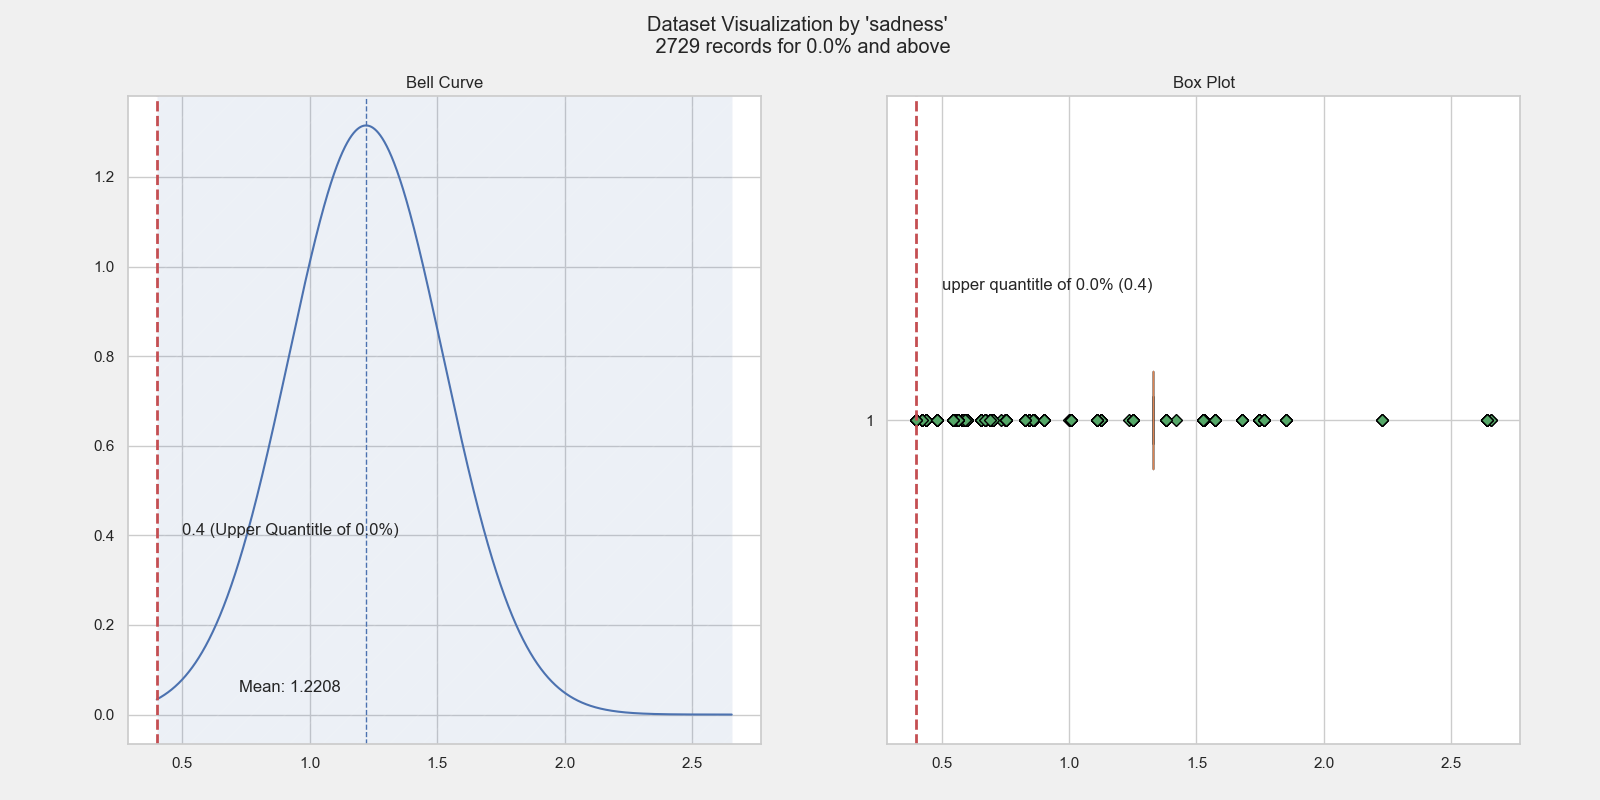 Dataset Visualization by 'sadness'
2729 records for 0.0% and above
Bell Curve
1.2
1.0
0.8
0.6
0.4
0.2
0.0
0.4 (Upper Quantitle of 0.0%)
Mean: 1.2208
0.5 1.0 1.5 2.0 2.5
Box Plot
upper quantitle of 0.0% (0.4)
1
0.5 1.0 1.5 2.0 2.5